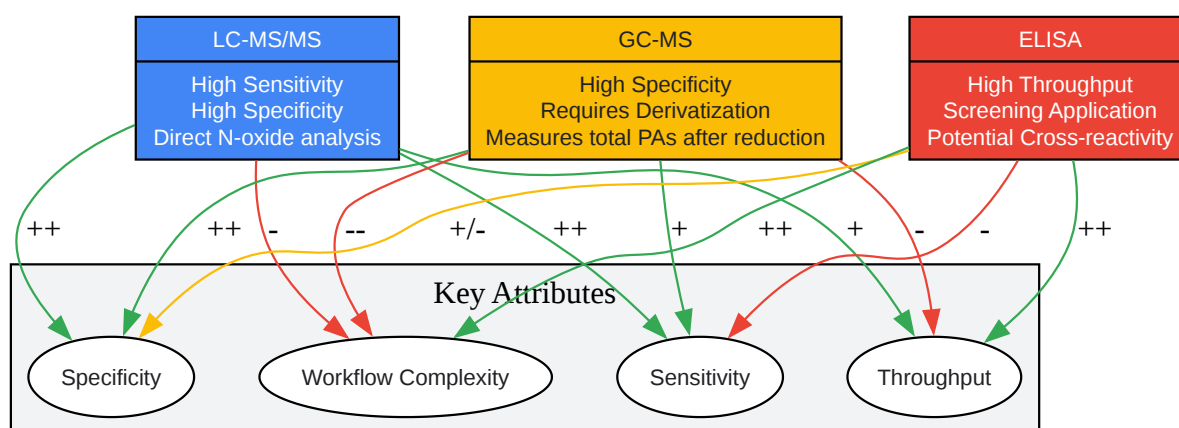 LC-MS/MS
High Sensitivity
High Specificity
Direct N-oxide analysis
GC-MS
High Specificity
Requires Derivatization
Measures total PAs after reduction
ELISA
High Throughput
Screening Application
Potential Cross-reactivity
++
++
-
--
+/-
++
+
++
+
-
-
++
Key Attributes
Specificity
Workflow Complexity
Sensitivity
Throughput